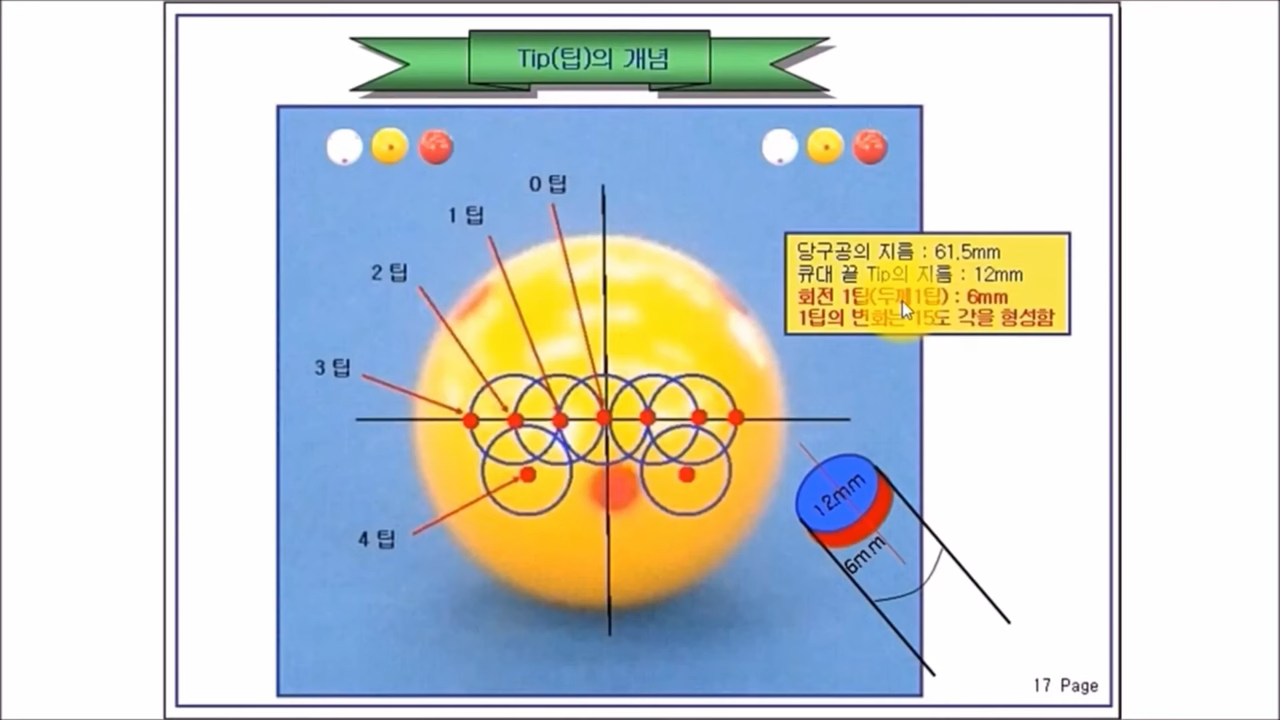 Tip(팁)의 개념
0 팁
1 팁
2 팁
3 팁
4 팁
당구공의 지름 : 61.5mm
큐대 끝 Tip의 지름 : 12mm
회전 1팁(두께1팁) : 6mm
1팁의 변화는 15도 각을 형성함
12mm
6mm
17 Page